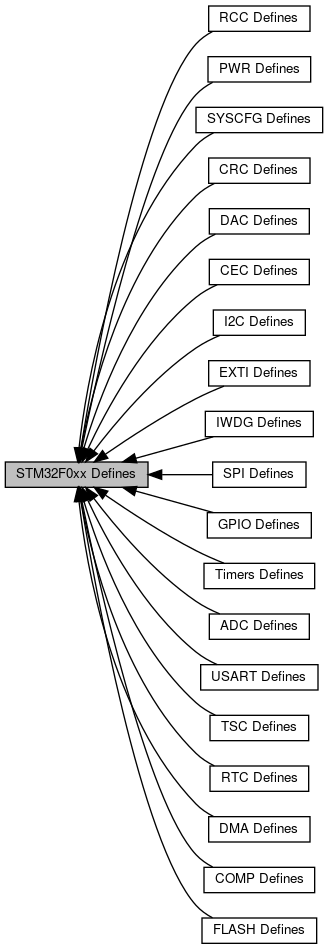 RCC Defines
PWR Defines
SYSCFG Defines
CRC Defines
DAC Defines
CEC Defines
I2C Defines
EXTI Defines
IWDG Defines
STM32F0xx Defines
SPI Defines
GPIO Defines
Timers Defines
ADC Defines
USART Defines
TSC Defines
RTC Defines
DMA Defines
COMP Defines
FLASH Defines